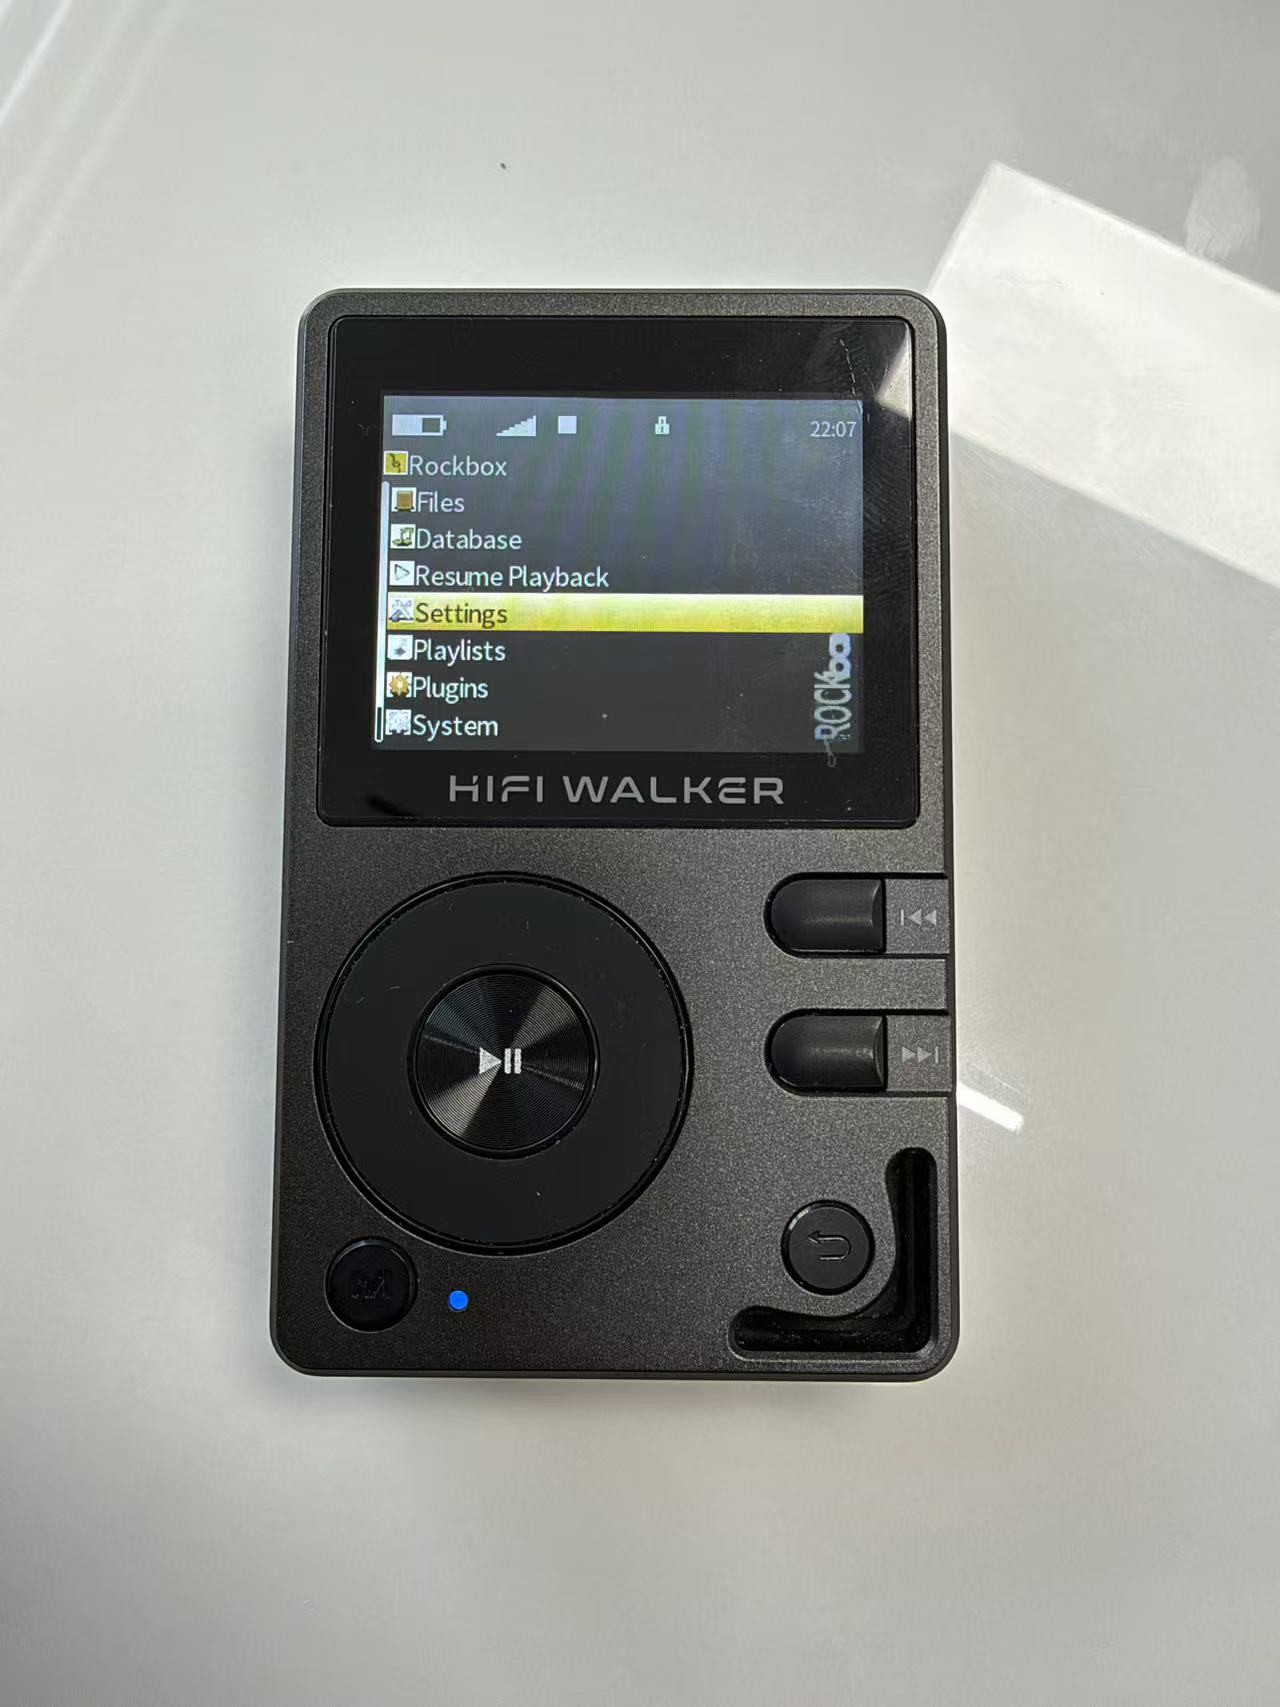 22:07
Rockbox
Files
Database
Resume Playback
Settings
Playlists
Plugins
System
HIFI WALKER
M